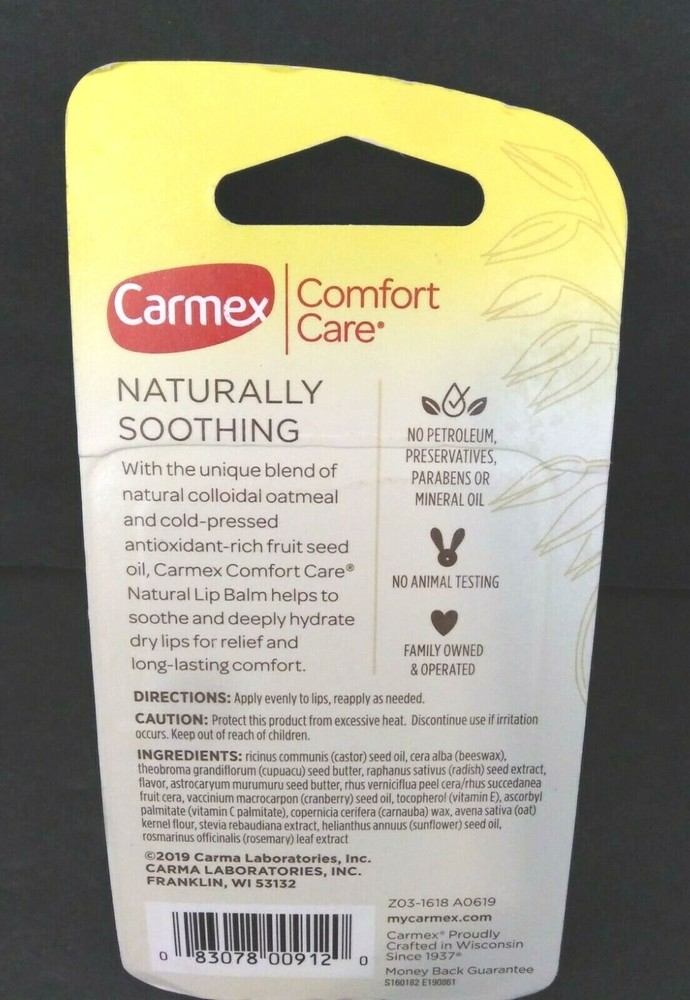 Carmex
Comfort
Care®
NATURALLY
SOOTHING
With the unique blend of
natural colloidal oatmeal
and cold-pressed
antioxidant-rich fruit seed
oil, Carmex Comfort Care®
Natural Lip Balm helps to
soothe and deeply hydrate
dry lips for relief and
long-lasting comfort.
NO PETROLEUM,
PRESERVATIVES,
PARABENS OR
MINERAL OIL
NO ANIMAL TESTING
FAMILY OWNED
& OPERATED
DIRECTIONS: Apply evenly to lips, reapply as needed.
CAUTION: Protect this product from excessive heat. Discontinue use if irritation
occurs. Keep out of reach of children.
INGREDIENTS: ricinus communis (castor) seed oil, cera alba (beeswax),
theobroma grandiflorum (cupuacu) seed butter, raphanus sativus (radish) seed extract,
flavor, astrocaryum murumuru seed butter, rhus verniciflua peel cera/rhus succedanea
fruit cera, vaccinium macrocarpon (cranberry) seed oil, tocopherol (vitamin E), ascorbyl
palmitate (vitamin C palmitate), copernicia cerifera (carnauba) wax, avena sativa (oat)
kernel flour, stevia rebaudiana extract, helianthus annuus (sunflower) seed oil,
rosmarinus officinalis (rosemary) leaf extract
©2019 Carma Laboratories, Inc.
CARMA LABORATORIES, INC.
FRANKLIN, WI 53132
0 83078 00912 0
Z03-1618 A0619
mycarmex.com
Carmex® Proudly
Crafted in Wisconsin
Since 1937®
Money Back Guarantee
S160182 E190861